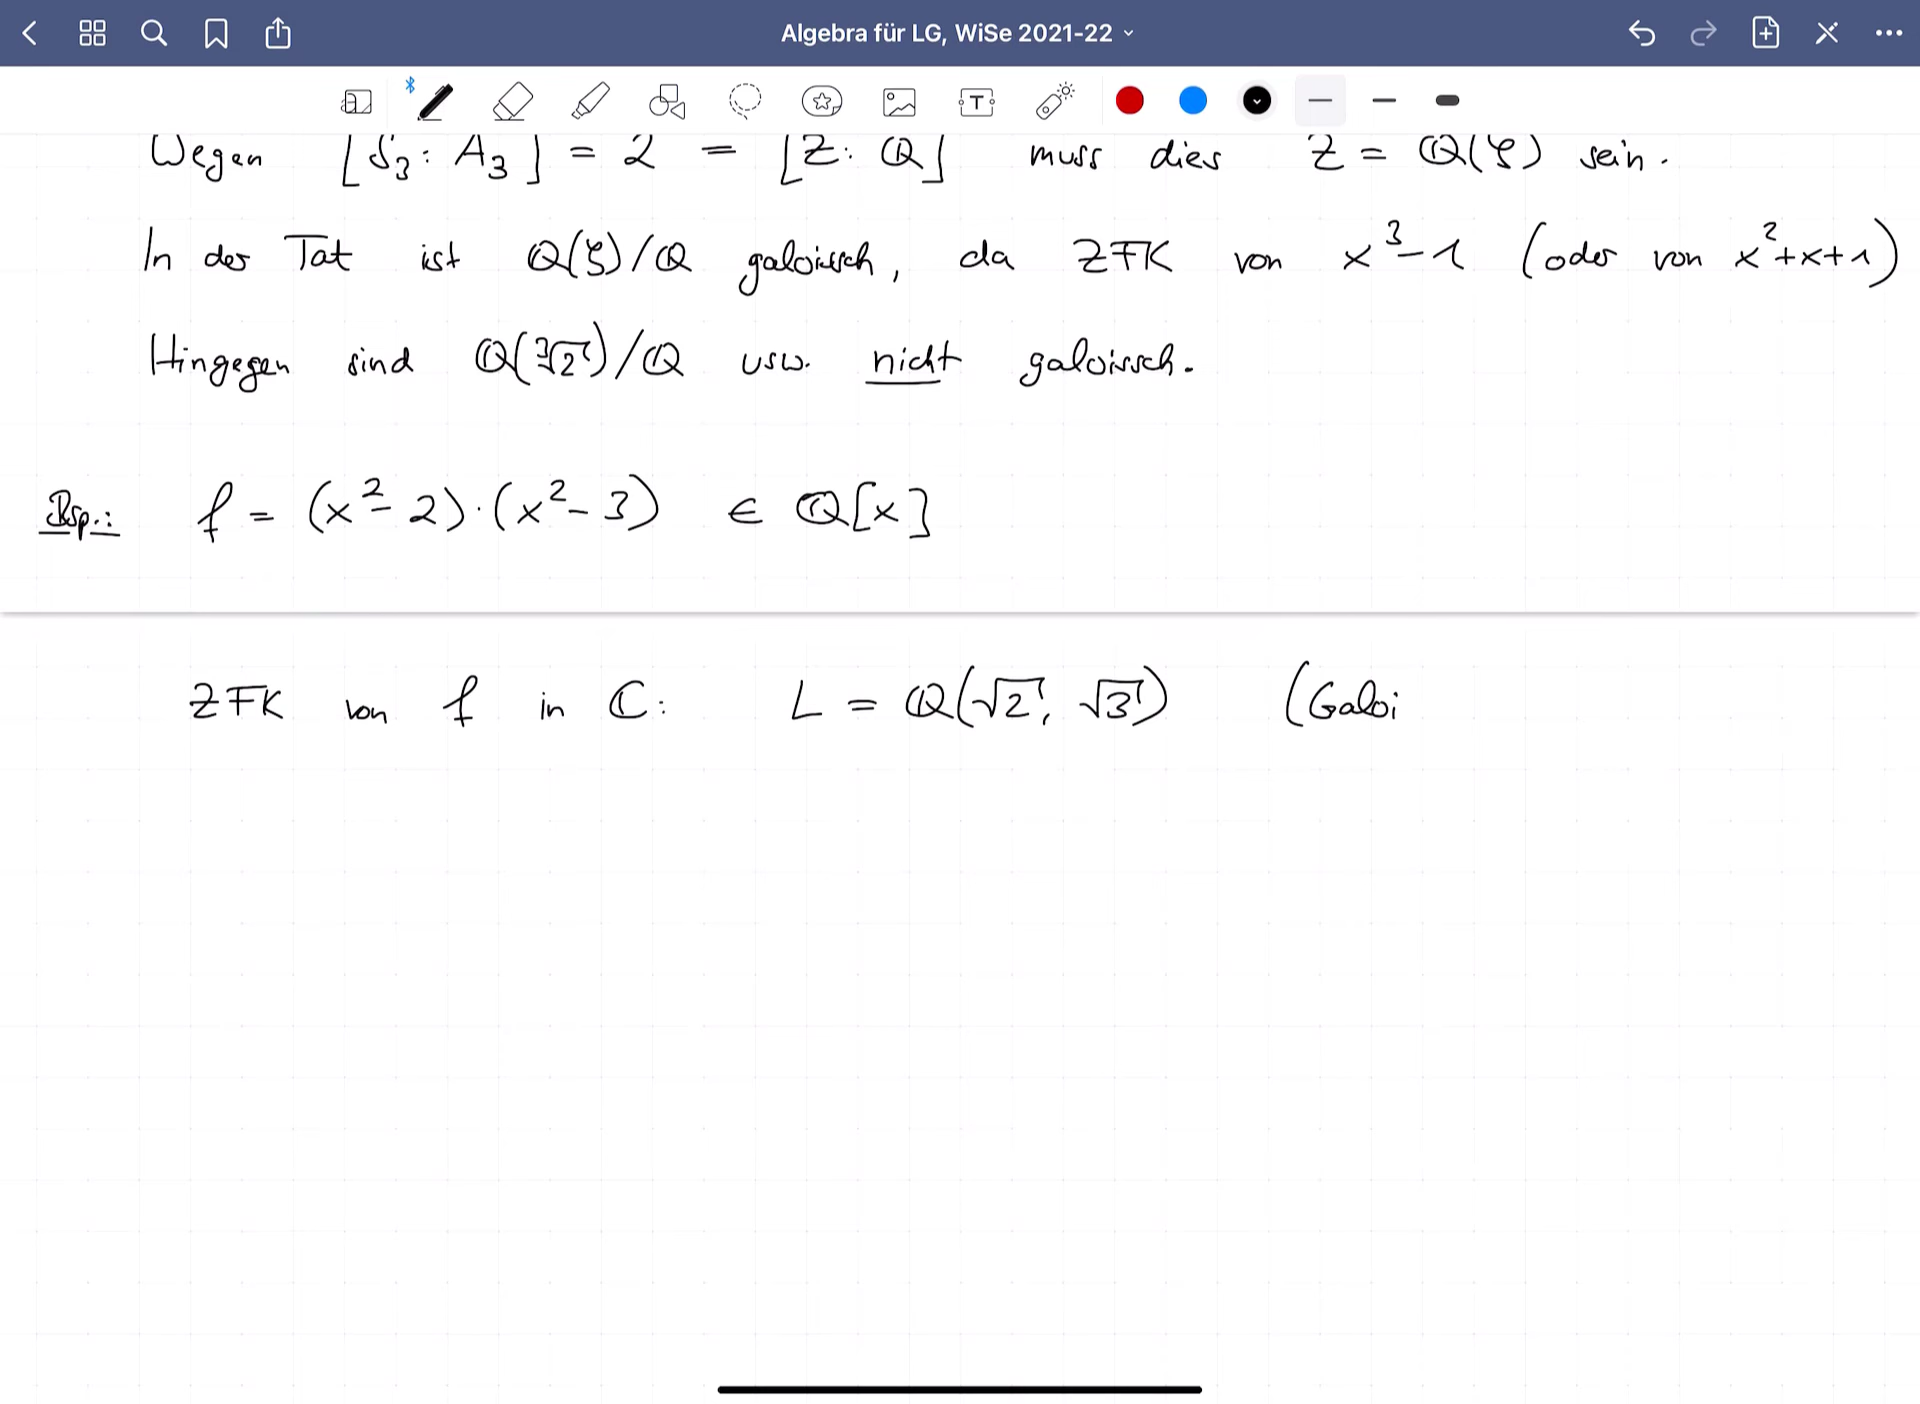 Algebra für LG, WiSe 2021-22
Wegen [S₃ : A₃] = 2 = [Z : ℚ] muss dies Z = ℚ(ζ) sein.
In der Tat ist ℚ(ζ)/ℚ galoissch, da ZFK von x³-1 (oder von x²+x+1)
Hingegen sind ℚ(∛2)/ℚ usw. nicht galoissch.
Bsp.: f = (x²-2)·(x²-3) ∈ ℚ[x]
ZFK von f in ℂ: L = ℚ(√2, √3) (Galoi